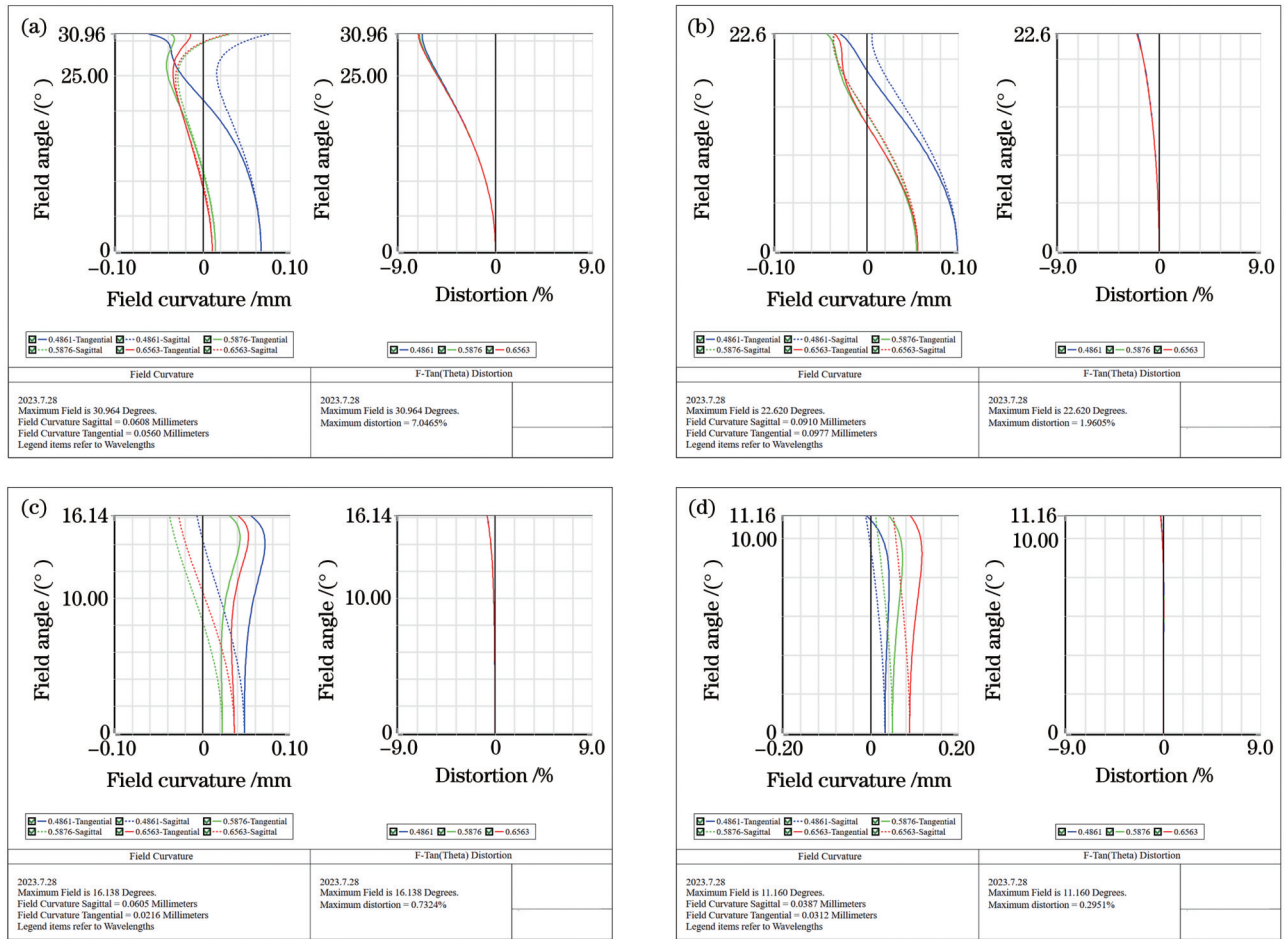 (a)
30.96
25.00
0
Field angle /(°)
−0.10
0
0.10
Field curvature /mm
30.96
25.00
0
Field angle /(°)
−9.0
0
9.0
Distortion /%
0.4861-Tangential 0.4861-Sagittal 0.5876-Tangential
0.5876-Sagittal 0.6563-Tangential 0.6563-Sagittal
0.4861 0.5876 0.6563
Field Curvature
F-Tan(Theta) Distortion
2023.7.28
Maximum Field is 30.964 Degrees.
Field Curvature Sagittal = 0.0608 Millimeters
Field Curvature Tangential = 0.0560 Millimeters
Legend items refer to Wavelengths
2023.7.28
Maximum Field is 30.964 Degrees.
Maximum distortion = 7.0465%
(b)
22.6
0
Field angle /(°)
−0.10
0
0.10
Field curvature /mm
22.6
0
Field angle /(°)
−9.0
0
9.0
Distortion /%
0.4861-Tangential 0.4861-Sagittal 0.5876-Tangential
0.5876-Sagittal 0.6563-Tangential 0.6563-Sagittal
0.4861 0.5876 0.6563
Field Curvature
F-Tan(Theta) Distortion
2023.7.28
Maximum Field is 22.620 Degrees.
Field Curvature Sagittal = 0.0910 Millimeters
Field Curvature Tangential = 0.0977 Millimeters
Legend items refer to Wavelengths
2023.7.28
Maximum Field is 22.620 Degrees.
Maximum distortion = 1.9605%
(c)
16.14
10.00
0
Field angle /(°)
−0.10
0
0.10
Field curvature /mm
16.14
10.00
0
Field angle /(°)
−9.0
0
9.0
Distortion /%
0.4861-Tangential 0.4861-Sagittal 0.5876-Tangential
0.5876-Sagittal 0.6563-Tangential 0.6563-Sagittal
0.4861 0.5876 0.6563
Field Curvature
F-Tan(Theta) Distortion
2023.7.28
Maximum Field is 16.138 Degrees.
Field Curvature Sagittal = 0.0605 Millimeters
Field Curvature Tangential = 0.0216 Millimeters
Legend items refer to Wavelengths
2023.7.28
Maximum Field is 16.138 Degrees.
Maximum distortion = 0.7324%
(d)
11.16
10.00
0
Field angle /(°)
−0.20
0
0.20
Field curvature /mm
11.16
10.00
0
Field angle /(°)
−9.0
0
9.0
Distortion /%
0.4861-Tangential 0.4861-Sagittal 0.5876-Tangential
0.5876-Sagittal 0.6563-Tangential 0.6563-Sagittal
0.4861 0.5876 0.6563
Field Curvature
F-Tan(Theta) Distortion
2023.7.28
Maximum Field is 11.160 Degrees.
Field Curvature Sagittal = 0.0387 Millimeters
Field Curvature Tangential = 0.0312 Millimeters
Legend items refer to Wavelengths
2023.7.28
Maximum Field is 11.160 Degrees.
Maximum distortion = 0.2951%